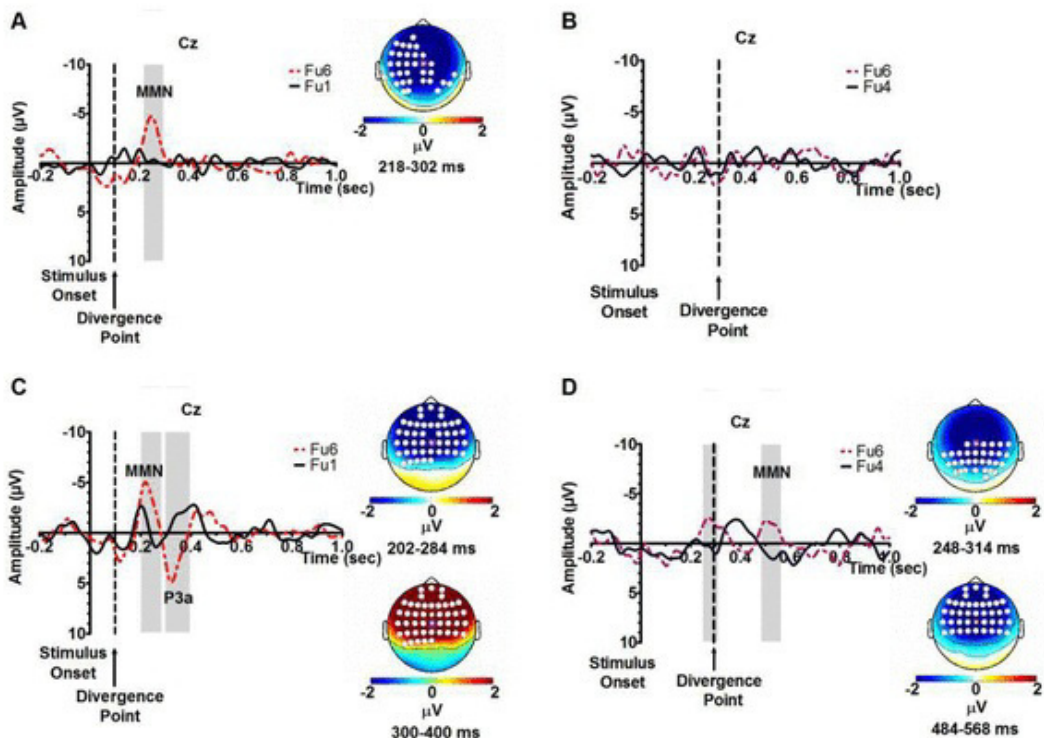 A
Cz
-10
-5
5
10
Amplitude (µV)
MMN
Fu6
Fu1
-0.2
0.2
0.4
0.6
0.8
1.0
Time (sec)
Stimulus
Onset
Divergence
Point
-2
0
2
µV
218-302 ms
B
Cz
-10
-5
5
10
Amplitude (µV)
Fu6
Fu4
-0.2
0.2
0.4
0.6
0.8
1.0
Time (sec)
Stimulus
Onset
Divergence
Point
C
Cz
-10
-5
5
10
Amplitude (µV)
MMN
P3a
Fu6
Fu1
-0.2
0.2
0.4
0.6
0.8
1.0
Time (sec)
Stimulus
Onset
Divergence
Point
-2
0
2
µV
202-284 ms
-2
0
2
µV
300-400 ms
D
Cz
-10
-5
5
10
Amplitude (µV)
MMN
Fu6
Fu4
-0.2
0.2
0.4
0.6
0.8
1.0
Time (sec)
Stimulus
Onset
Divergence
Point
-2
0
2
µV
248-314 ms
-2
0
2
µV
484-568 ms